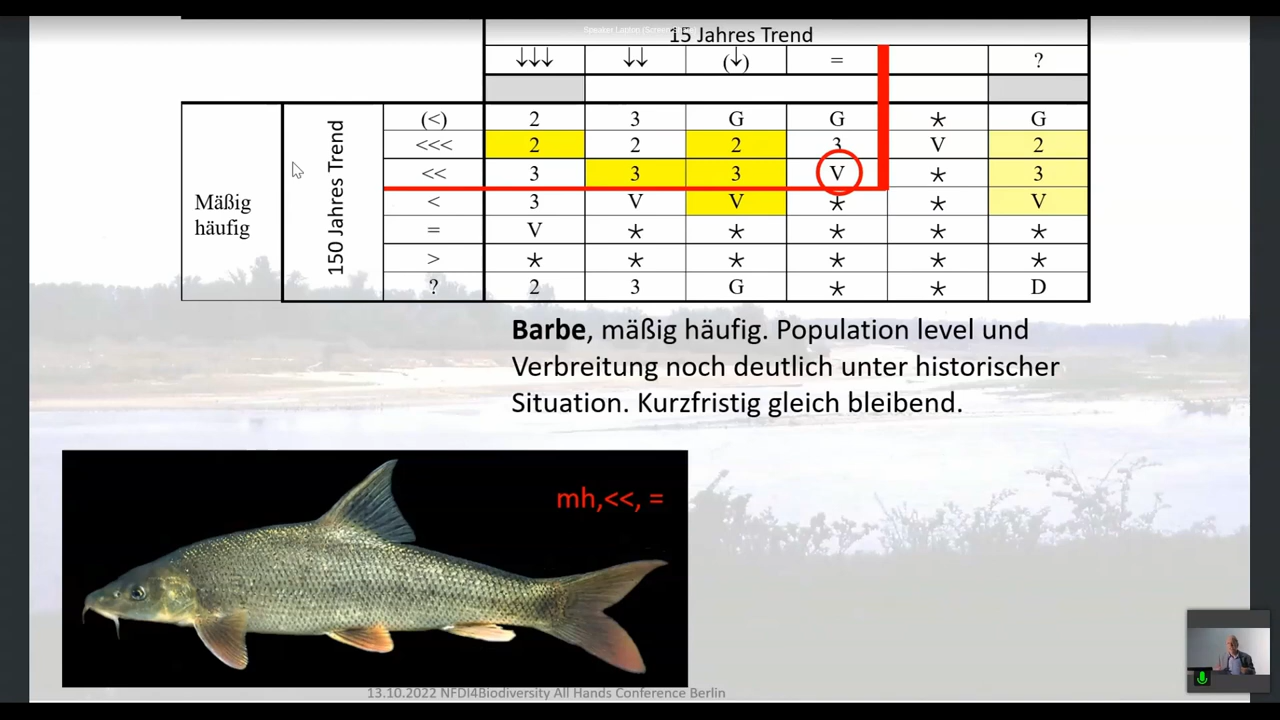 15 Jahres Trend
↓↓↓ ↓↓ (↓) = ?
Mäßig häufig
150 Jahres Trend
(<) 2 3 G G * G
<<< 2 2 2 3 V 2
<< 3 3 3 V * 3
< 3 V V * * V
= V * * * * *
> * * * * * *
? 2 3 G * * D
Barbe, mäßig häufig. Population level und
Verbreitung noch deutlich unter historischer
Situation. Kurzfristig gleich bleibend.
mh,<<, =
13.10.2022 NFDI4Biodiversity All Hands Conference Berlin